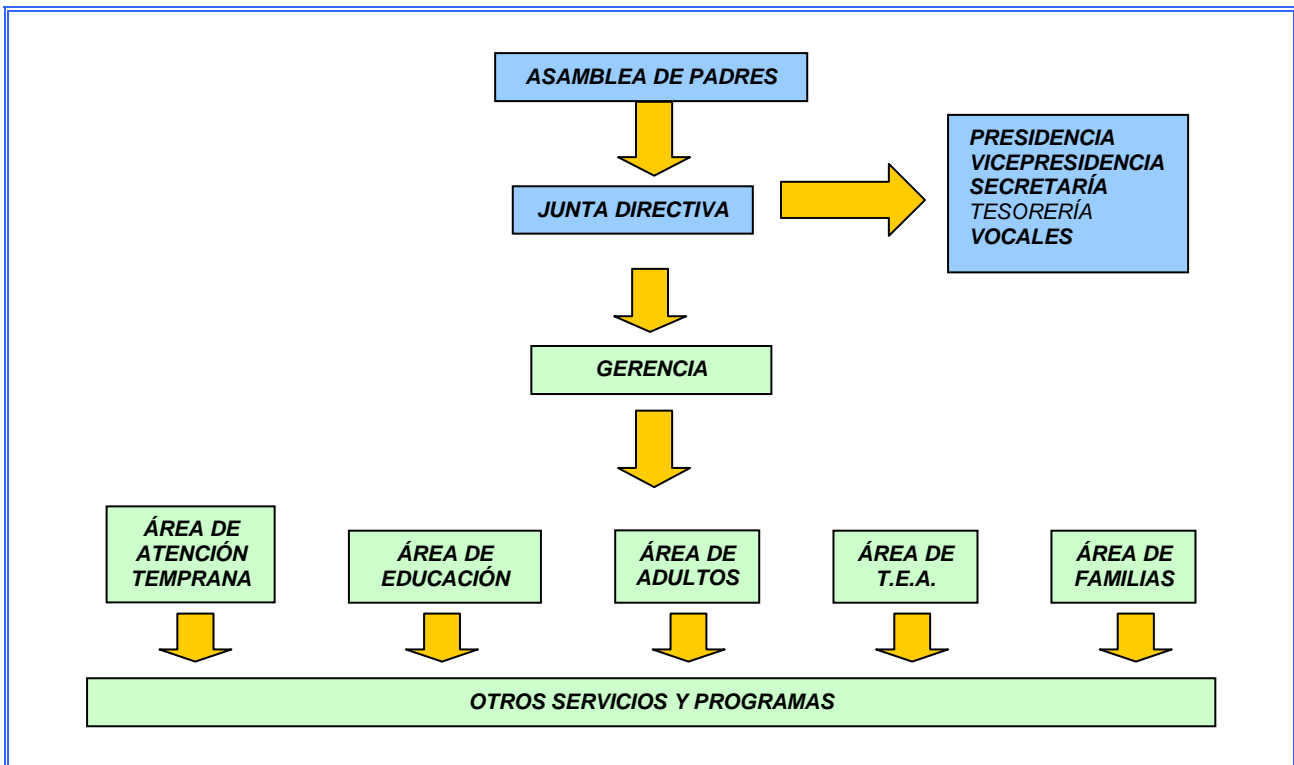 ASAMBLEA DE PADRES
PRESIDENCIA
VICEPRESIDENCIA
SECRETARÍA
TESORERÍA
VOCALES
JUNTA DIRECTIVA
GERENCIA
ÁREA DE
ATENCIÓN
TEMPRANA
ÁREA DE
EDUCACIÓN
ÁREA DE
ADULTOS
ÁREA DE
T.E.A.
ÁREA DE
FAMILIAS
OTROS SERVICIOS Y PROGRAMAS